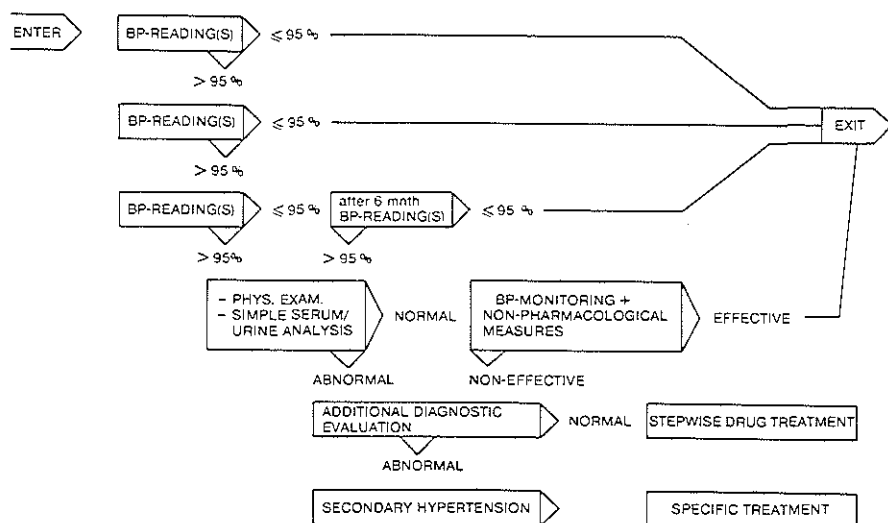 ENTER
BP-READING(S)
≤ 95 %
> 95 %
BP-READING(S)
≤ 95 %
EXIT
> 95 %
BP-READING(S)
≤ 95 %
after 6 mnth
BP-READING(S)
≤ 95 %
> 95%
> 95 %
– PHYS. EXAM.
– SIMPLE SERUM/
URINE ANALYSIS
NORMAL
BP-MONITORING +
NON-PHARMACOLOGICAL
MEASURES
EFFECTIVE
ABNORMAL
NON-EFFECTIVE
ADDITIONAL DIAGNOSTIC
EVALUATION
NORMAL
STEPWISE DRUG TREATMENT
ABNORMAL
SECONDARY HYPERTENSION
SPECIFIC TREATMENT